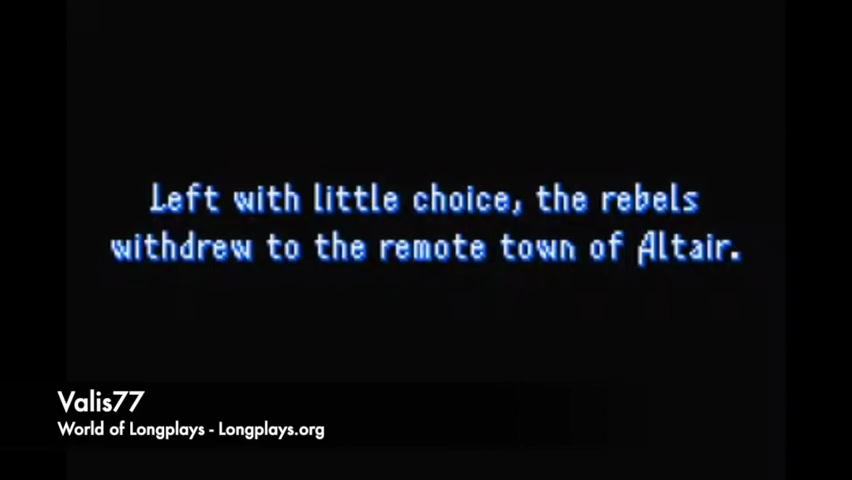 Left with little choice, the rebels
withdrew to the remote town of Altair.
Valis77
World of Longplays - Longplays.org